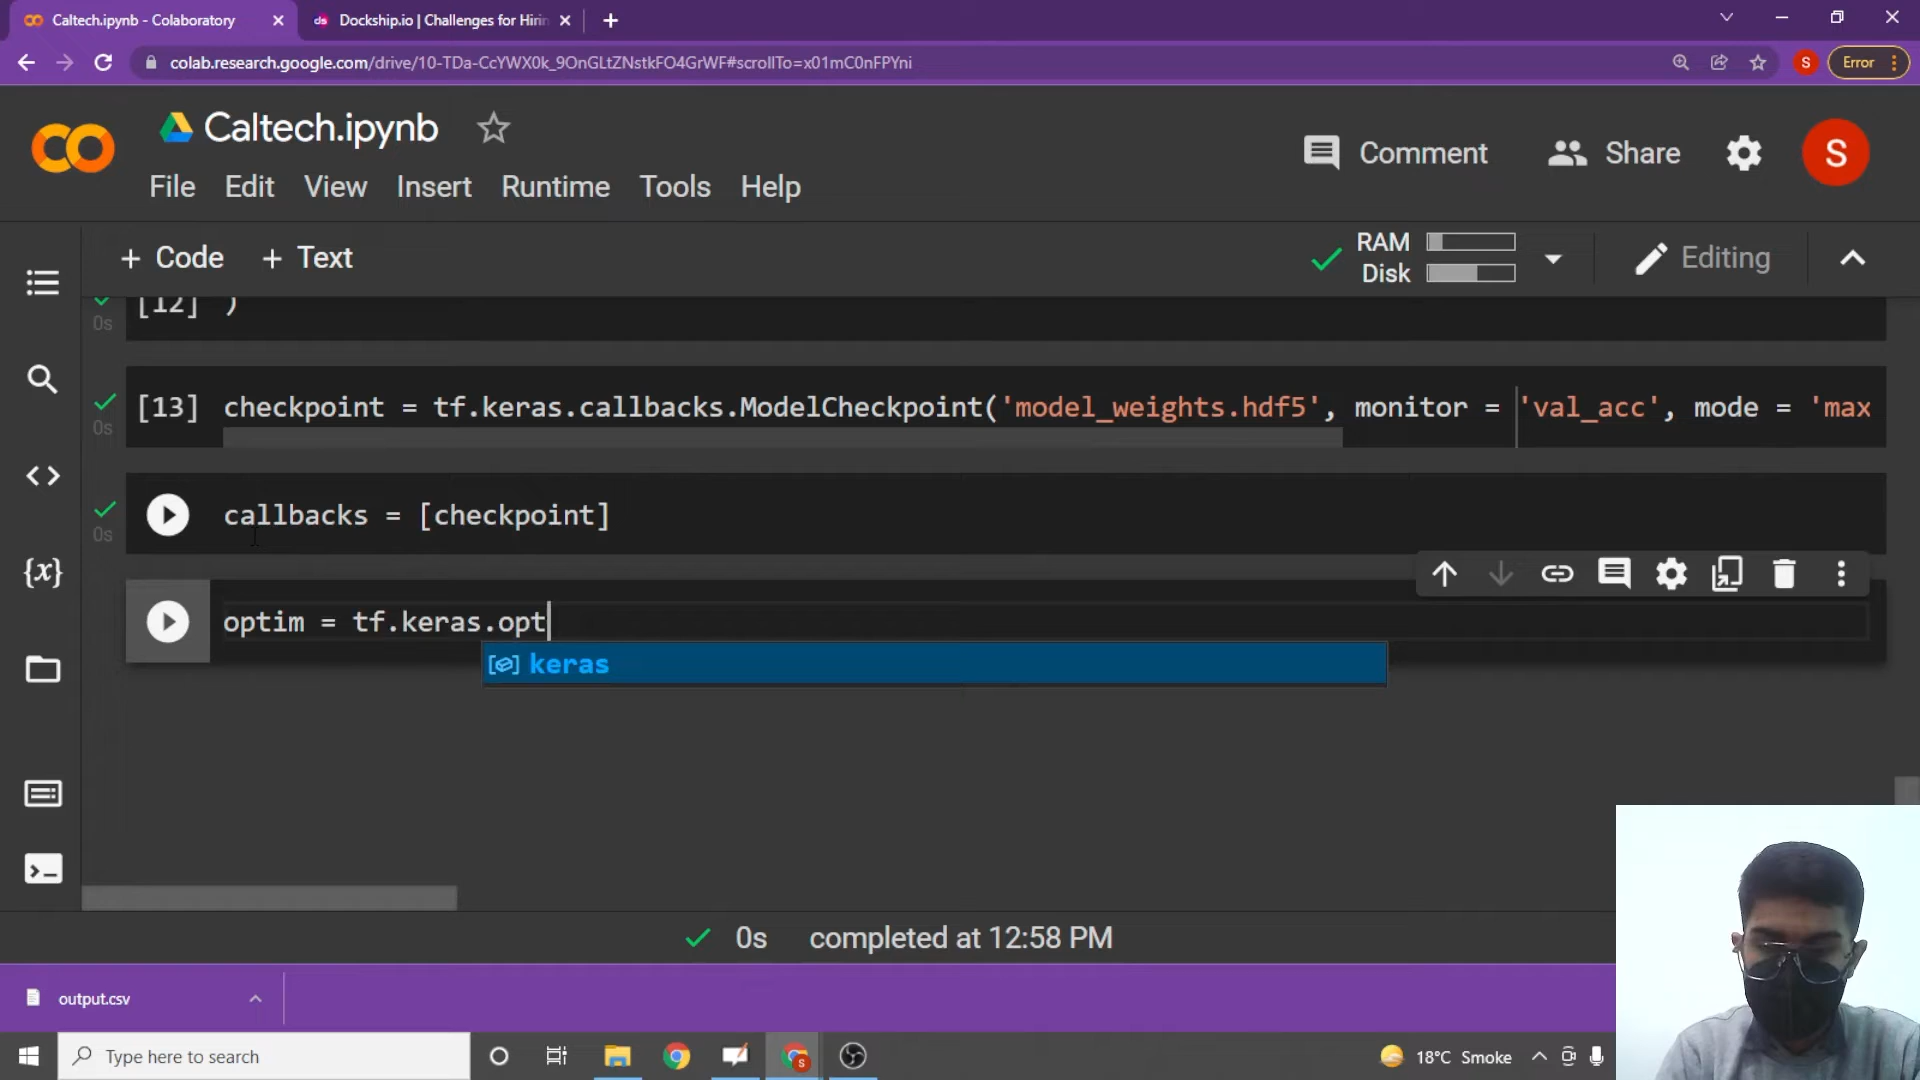 Caltech.ipynb - Colaboratory
Dockship.io | Challenges for Hirin
colab.research.google.com/drive/10-TDa-CcYWX0k_9OnGLtZNstkFO4GrWF#scrollTo=x01mC0nFPYni
S
Error
Caltech.ipynb
Comment
Share
S
File Edit View Insert Runtime Tools Help
+ Code + Text
RAM
Disk
Editing
[12] )
0s
[13] checkpoint = tf.keras.callbacks.ModelCheckpoint('model_weights.hdf5', monitor = 'val_acc', mode = 'max
0s
callbacks = [checkpoint]
0s
optim = tf.keras.opt
keras
0s completed at 12:58 PM
output.csv
Type here to search
18°C Smoke